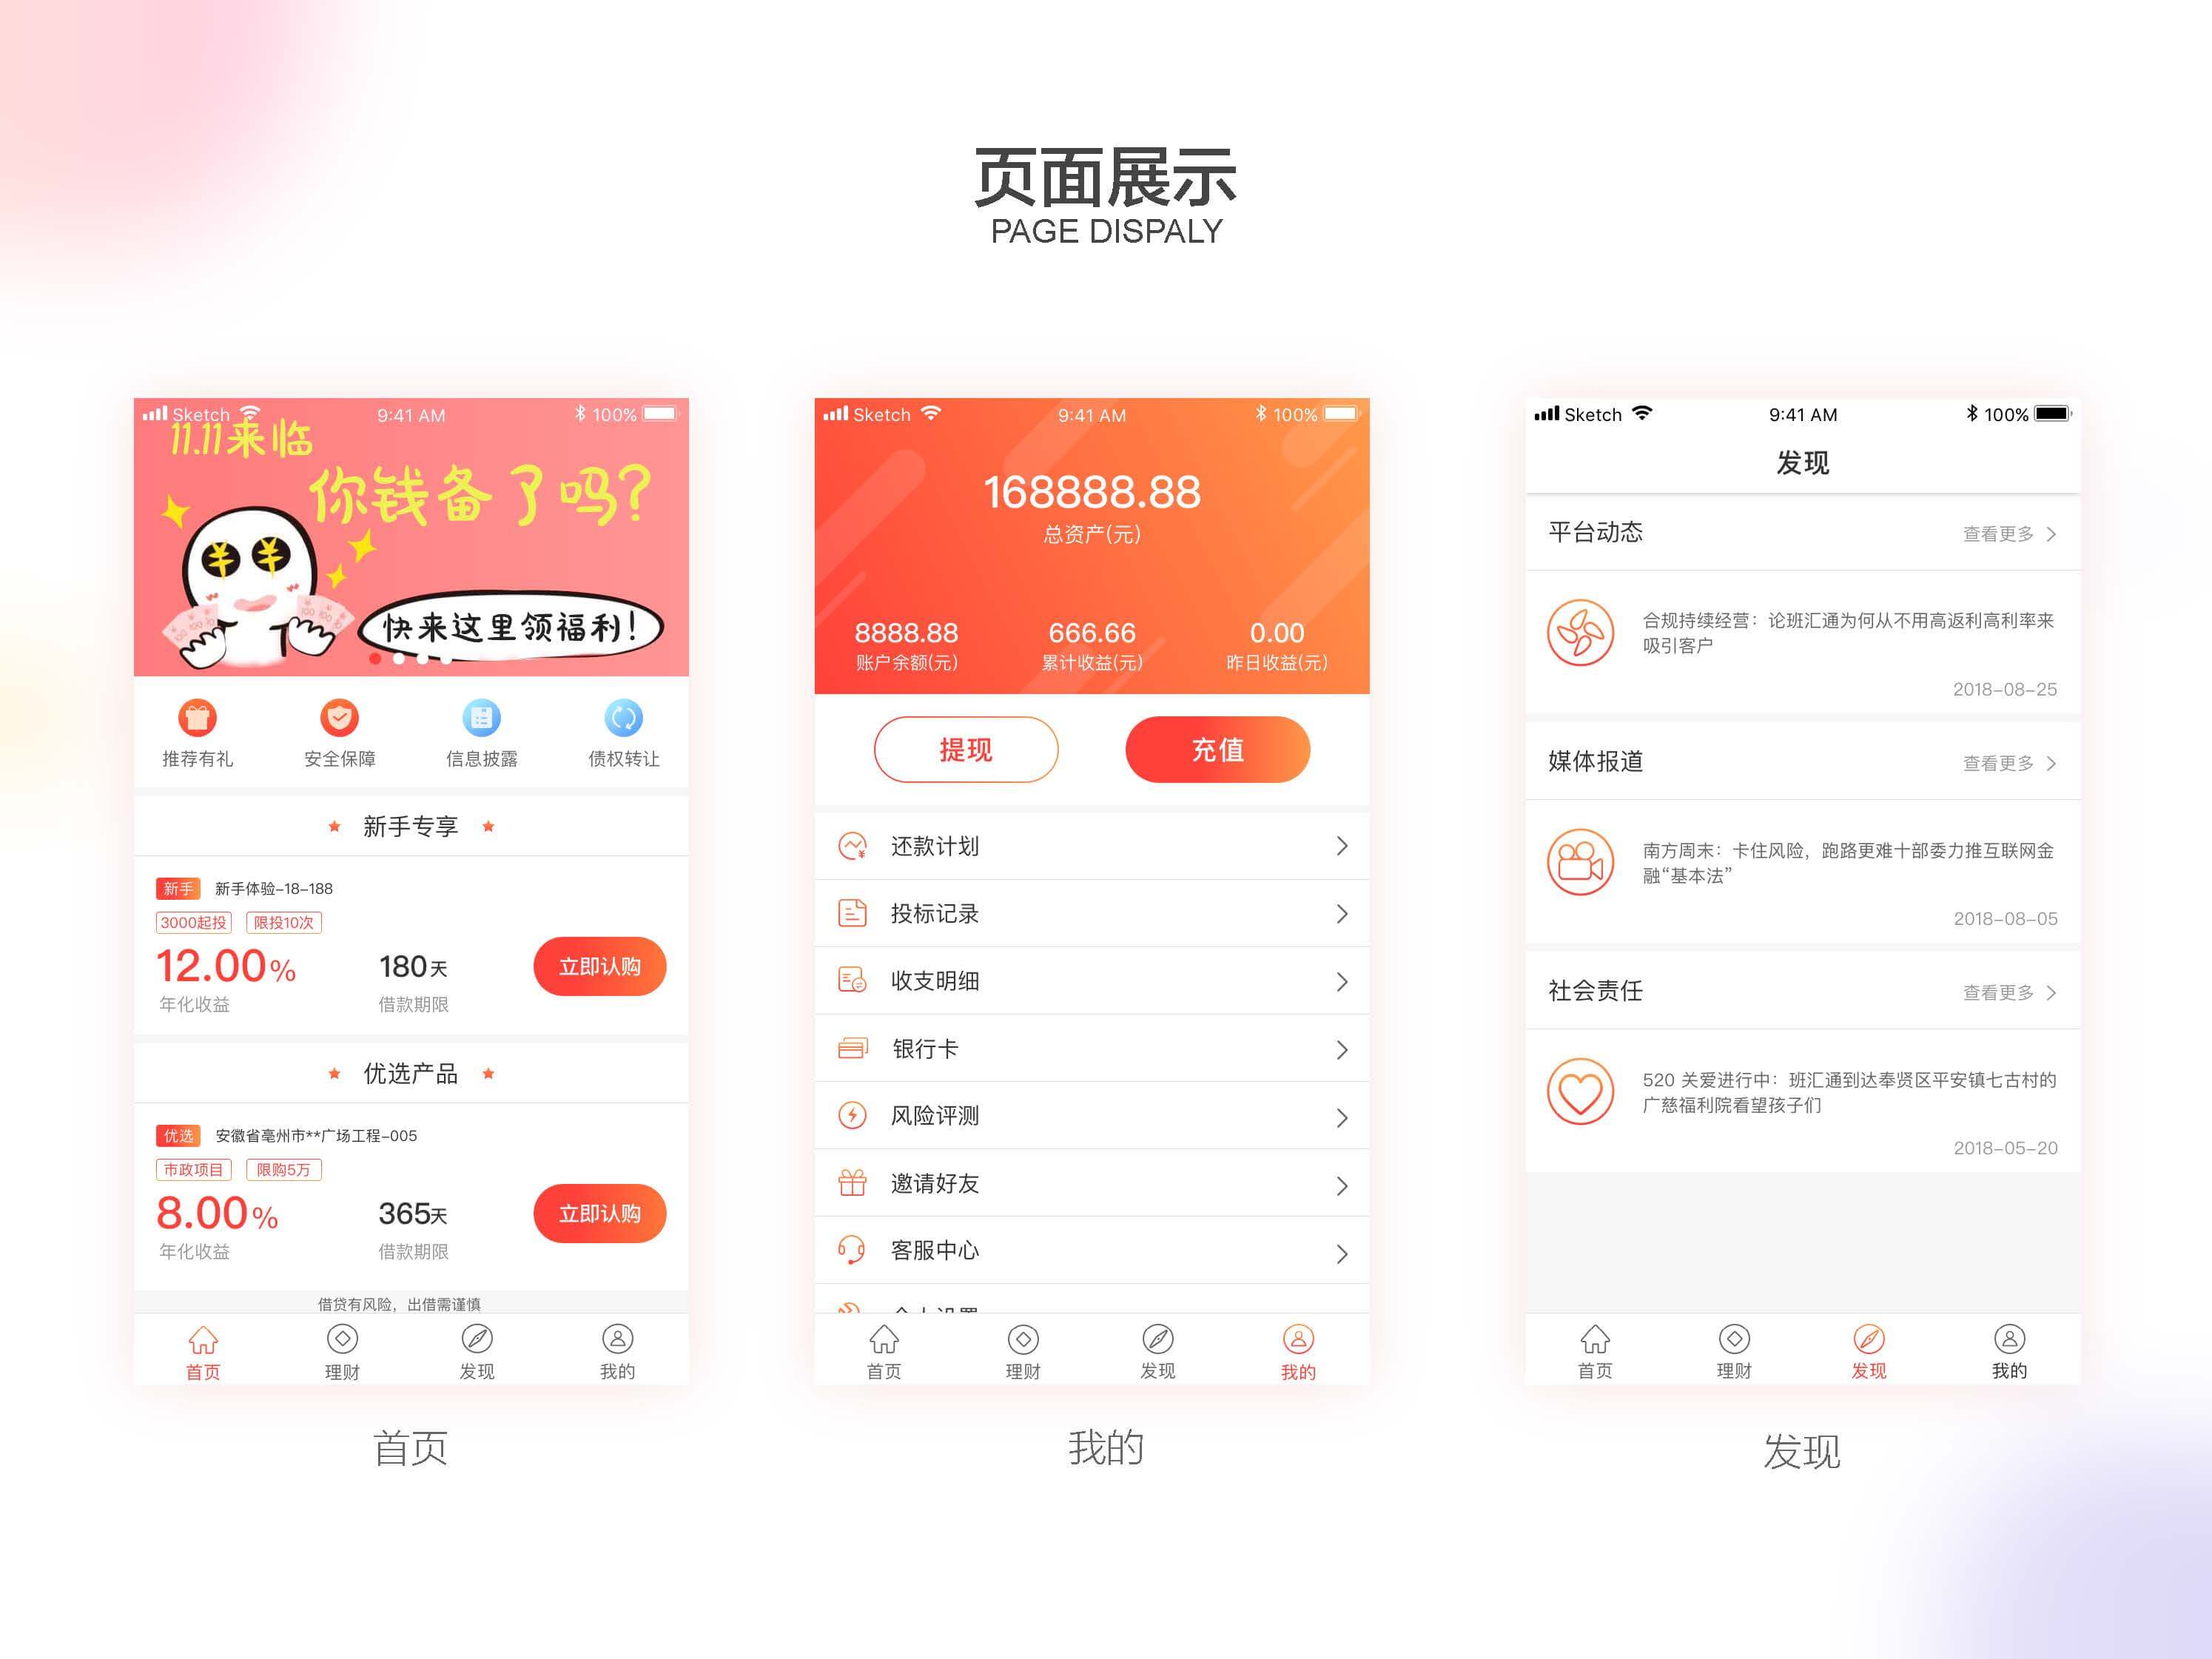 页面展示
PAGE DISPALY
Sketch 9:41 AM 100%
11.11来临
你钱备了吗?
快来这里领福利!
推荐有礼 安全保障 信息披露 债权转让
新手专享
新手 新手体验-18-188
3000起投 限投10次
12.00% 180天 立即认购
年化收益 借款期限
优选产品
优选 安徽省亳州市**广场工程-005
市政项目 限购5万
8.00% 365天 立即认购
年化收益 借款期限
借贷有风险，出借需谨慎
首页 理财 发现 我的
首页
Sketch 9:41 AM 100%
168888.88
总资产(元)
8888.88 666.66 0.00
账户余额(元) 累计收益(元) 昨日收益(元)
提现 充值
还款计划
投标记录
收支明细
银行卡
风险评测
邀请好友
客服中心
首页 理财 发现 我的
我的
Sketch 9:41 AM 100%
发现
平台动态 查看更多
合规持续经营：论班汇通为何从不用高返利高利率来
吸引客户
2018-08-25
媒体报道 查看更多
南方周末：卡住风险，跑路更难十部委力推互联网金
融“基本法”
2018-08-05
社会责任 查看更多
520 关爱进行中：班汇通到达奉贤区平安镇七古村的
广慈福利院看望孩子们
2018-05-20
首页 理财 发现 我的
发现